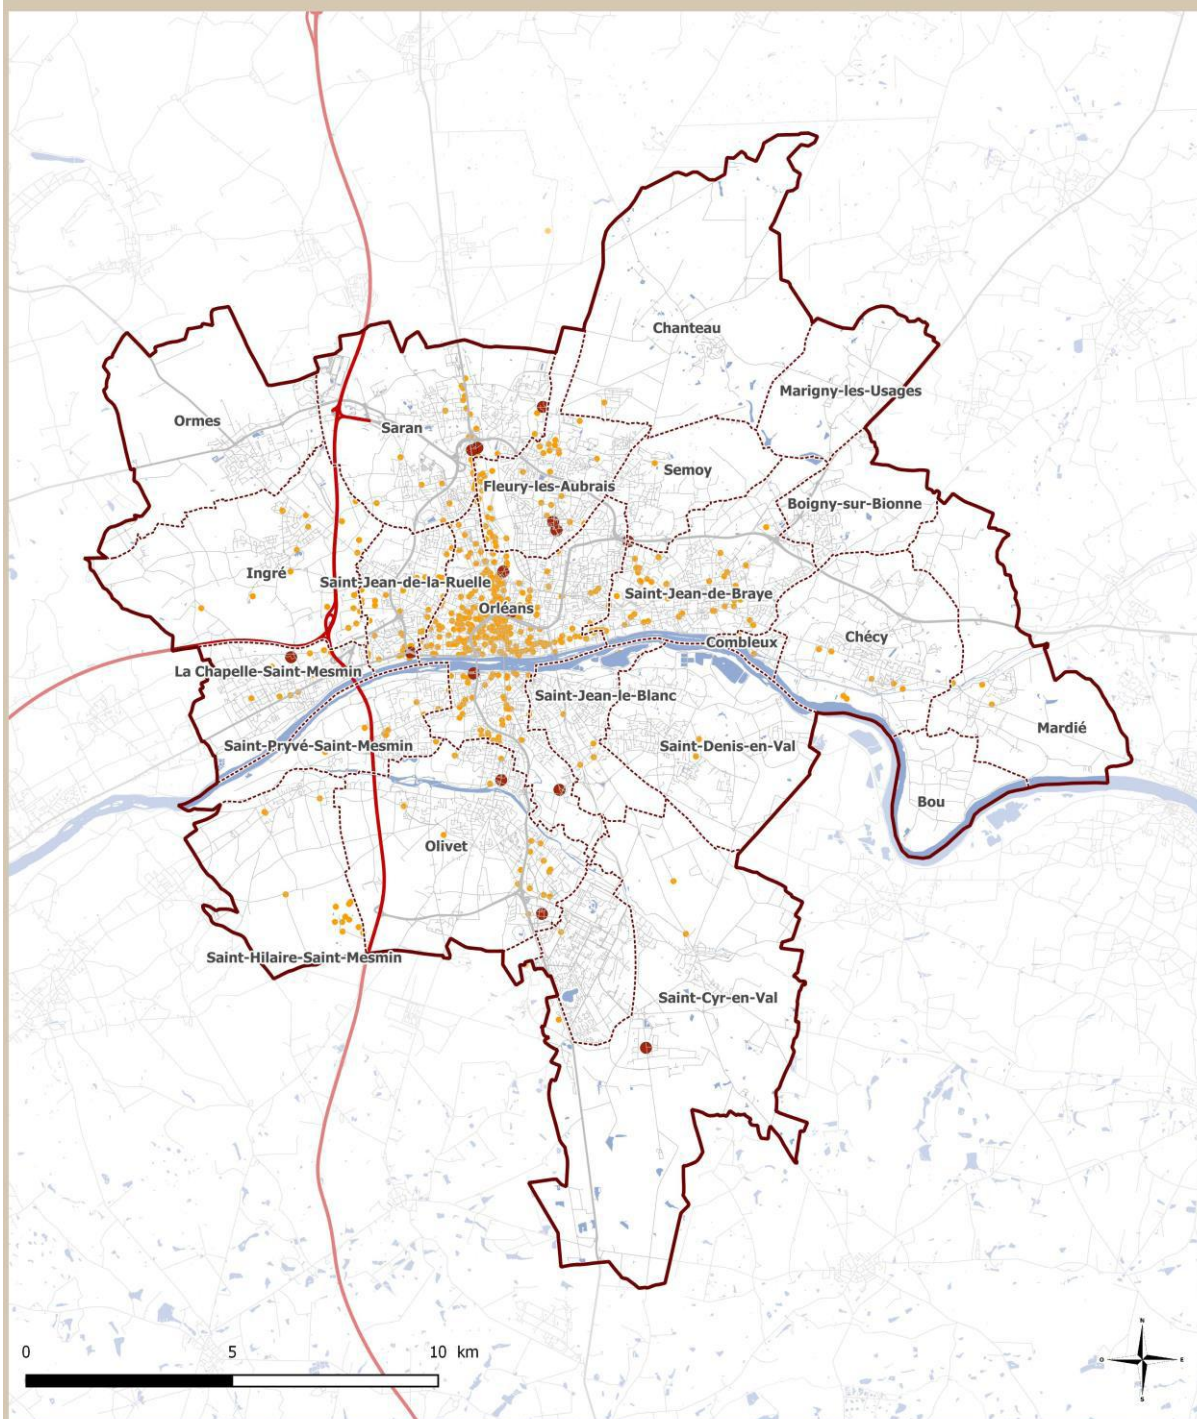 Chanteau
Marigny-les-Usages
Ormes
Saran
Semoy
Fleury-les-Aubrais
Boigny-sur-Bionne
Ingré
Saint-Jean-de-la-Ruelle
Saint-Jean-de-Braye
Orléans
Chécy
Combleux
La Chapelle-Saint-Mesmin
Saint-Jean-le-Blanc
Mardié
Saint-Pryvé-Saint-Mesmin
Saint-Denis-en-Val
Bou
Olivet
Saint-Hilaire-Saint-Mesmin
Saint-Cyr-en-Val
0 5 10 km
N
O E
S